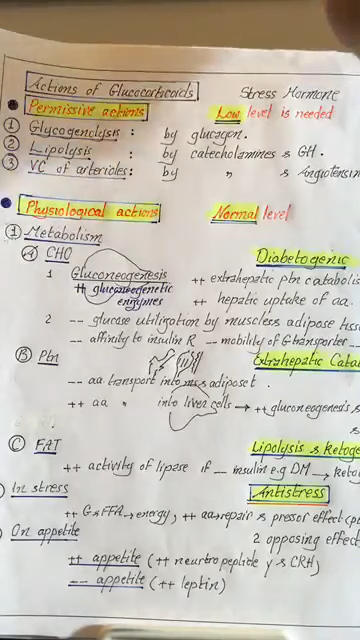 Actions of Glucocorticoids Stress Hormone
Permissive actions Low level is needed
① Glycogenolysis : by glucagon.
② Lipolysis : by catecholamines & GH.
③ VC of arterioles : by " & Angiotensin
Physiological actions Normal level
① Metabolism
Ⓐ CHO Diabetogenic
1 Gluconeogenesis ++ extrahepatic ptn catabolis
++ gluconeogenetic enzymes ++ hepatic uptake of aa.
2 -- glucose utilization by muscles & adipose tiss
-- affinity to insulin R -- mobility of G transporter
Ⓑ Ptn Extrahepatic Catab
-- aa transport into ms & adipose t.
++ aa " into liver cells → ++ gluconeogenesis
&
Ⓒ FAT Lipolysis & Ketoge
++ activity of lipase if -- insulin e.g DM → keto
In stress Antistress
++ G & FFA → energy, ++ aa → repair & pressor effect (p
On appetite 2 opposing effect
++ appetite (++ neurtropeptide y & CRH)
-- appetite (++ leptin)